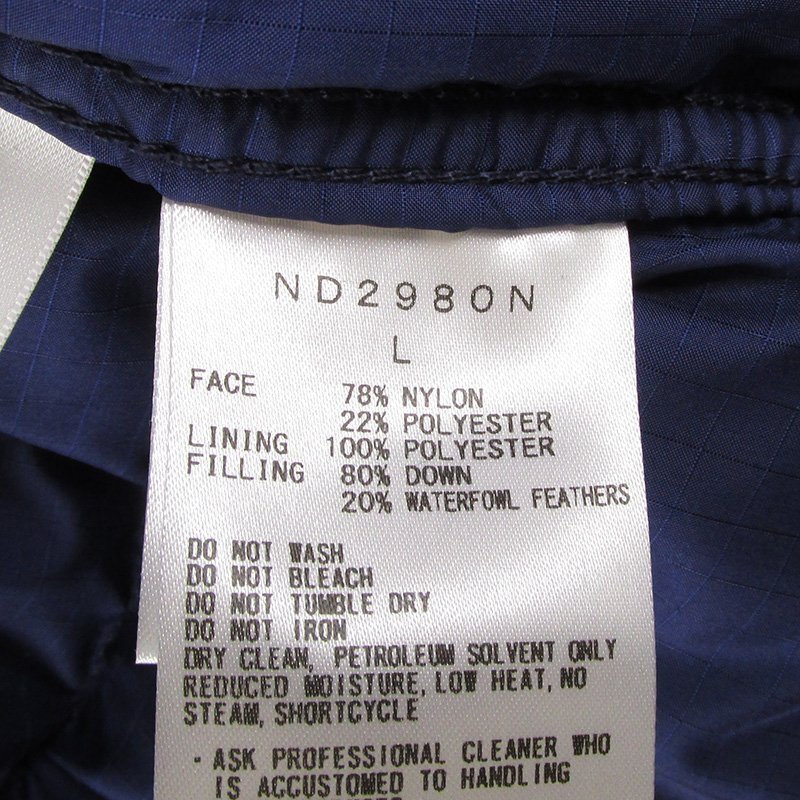 ND2980N
L
FACE 78% NYLON
22% POLYESTER
LINING 100% POLYESTER
FILLING 80% DOWN
20% WATERFOWL FEATHERS
DO NOT WASH
DO NOT BLEACH
DO NOT TUMBLE DRY
DO NOT IRON
DRY CLEAN, PETROLEUM SOLVENT ONLY
REDUCED MOISTURE, LOW HEAT, NO
STEAM, SHORTCYCLE
- ASK PROFESSIONAL CLEANER WHO
IS ACCUSTOMED TO HANDLING